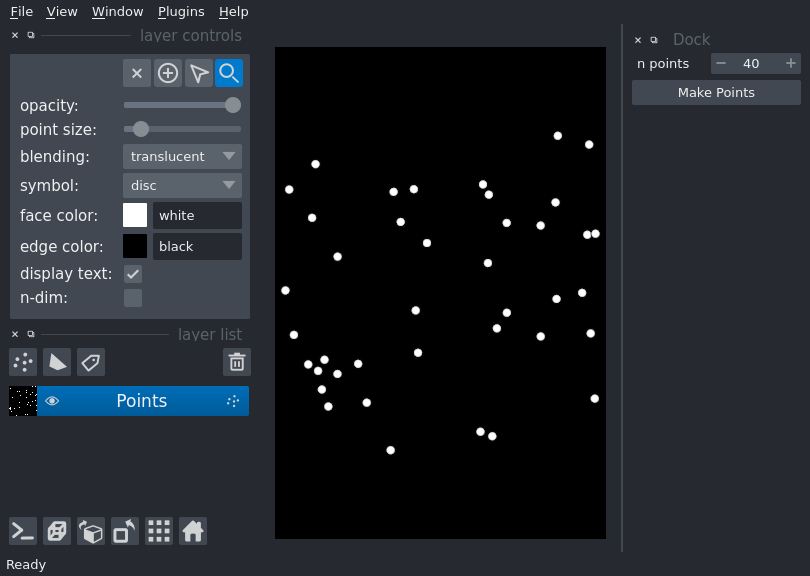 File View Window Plugins Help
layer controls
opacity:
point size:
blending: translucent
symbol: disc
face color: white
edge color: black
display text:
n-dim:
layer list
Points
Ready
Dock
n points 40
Make Points